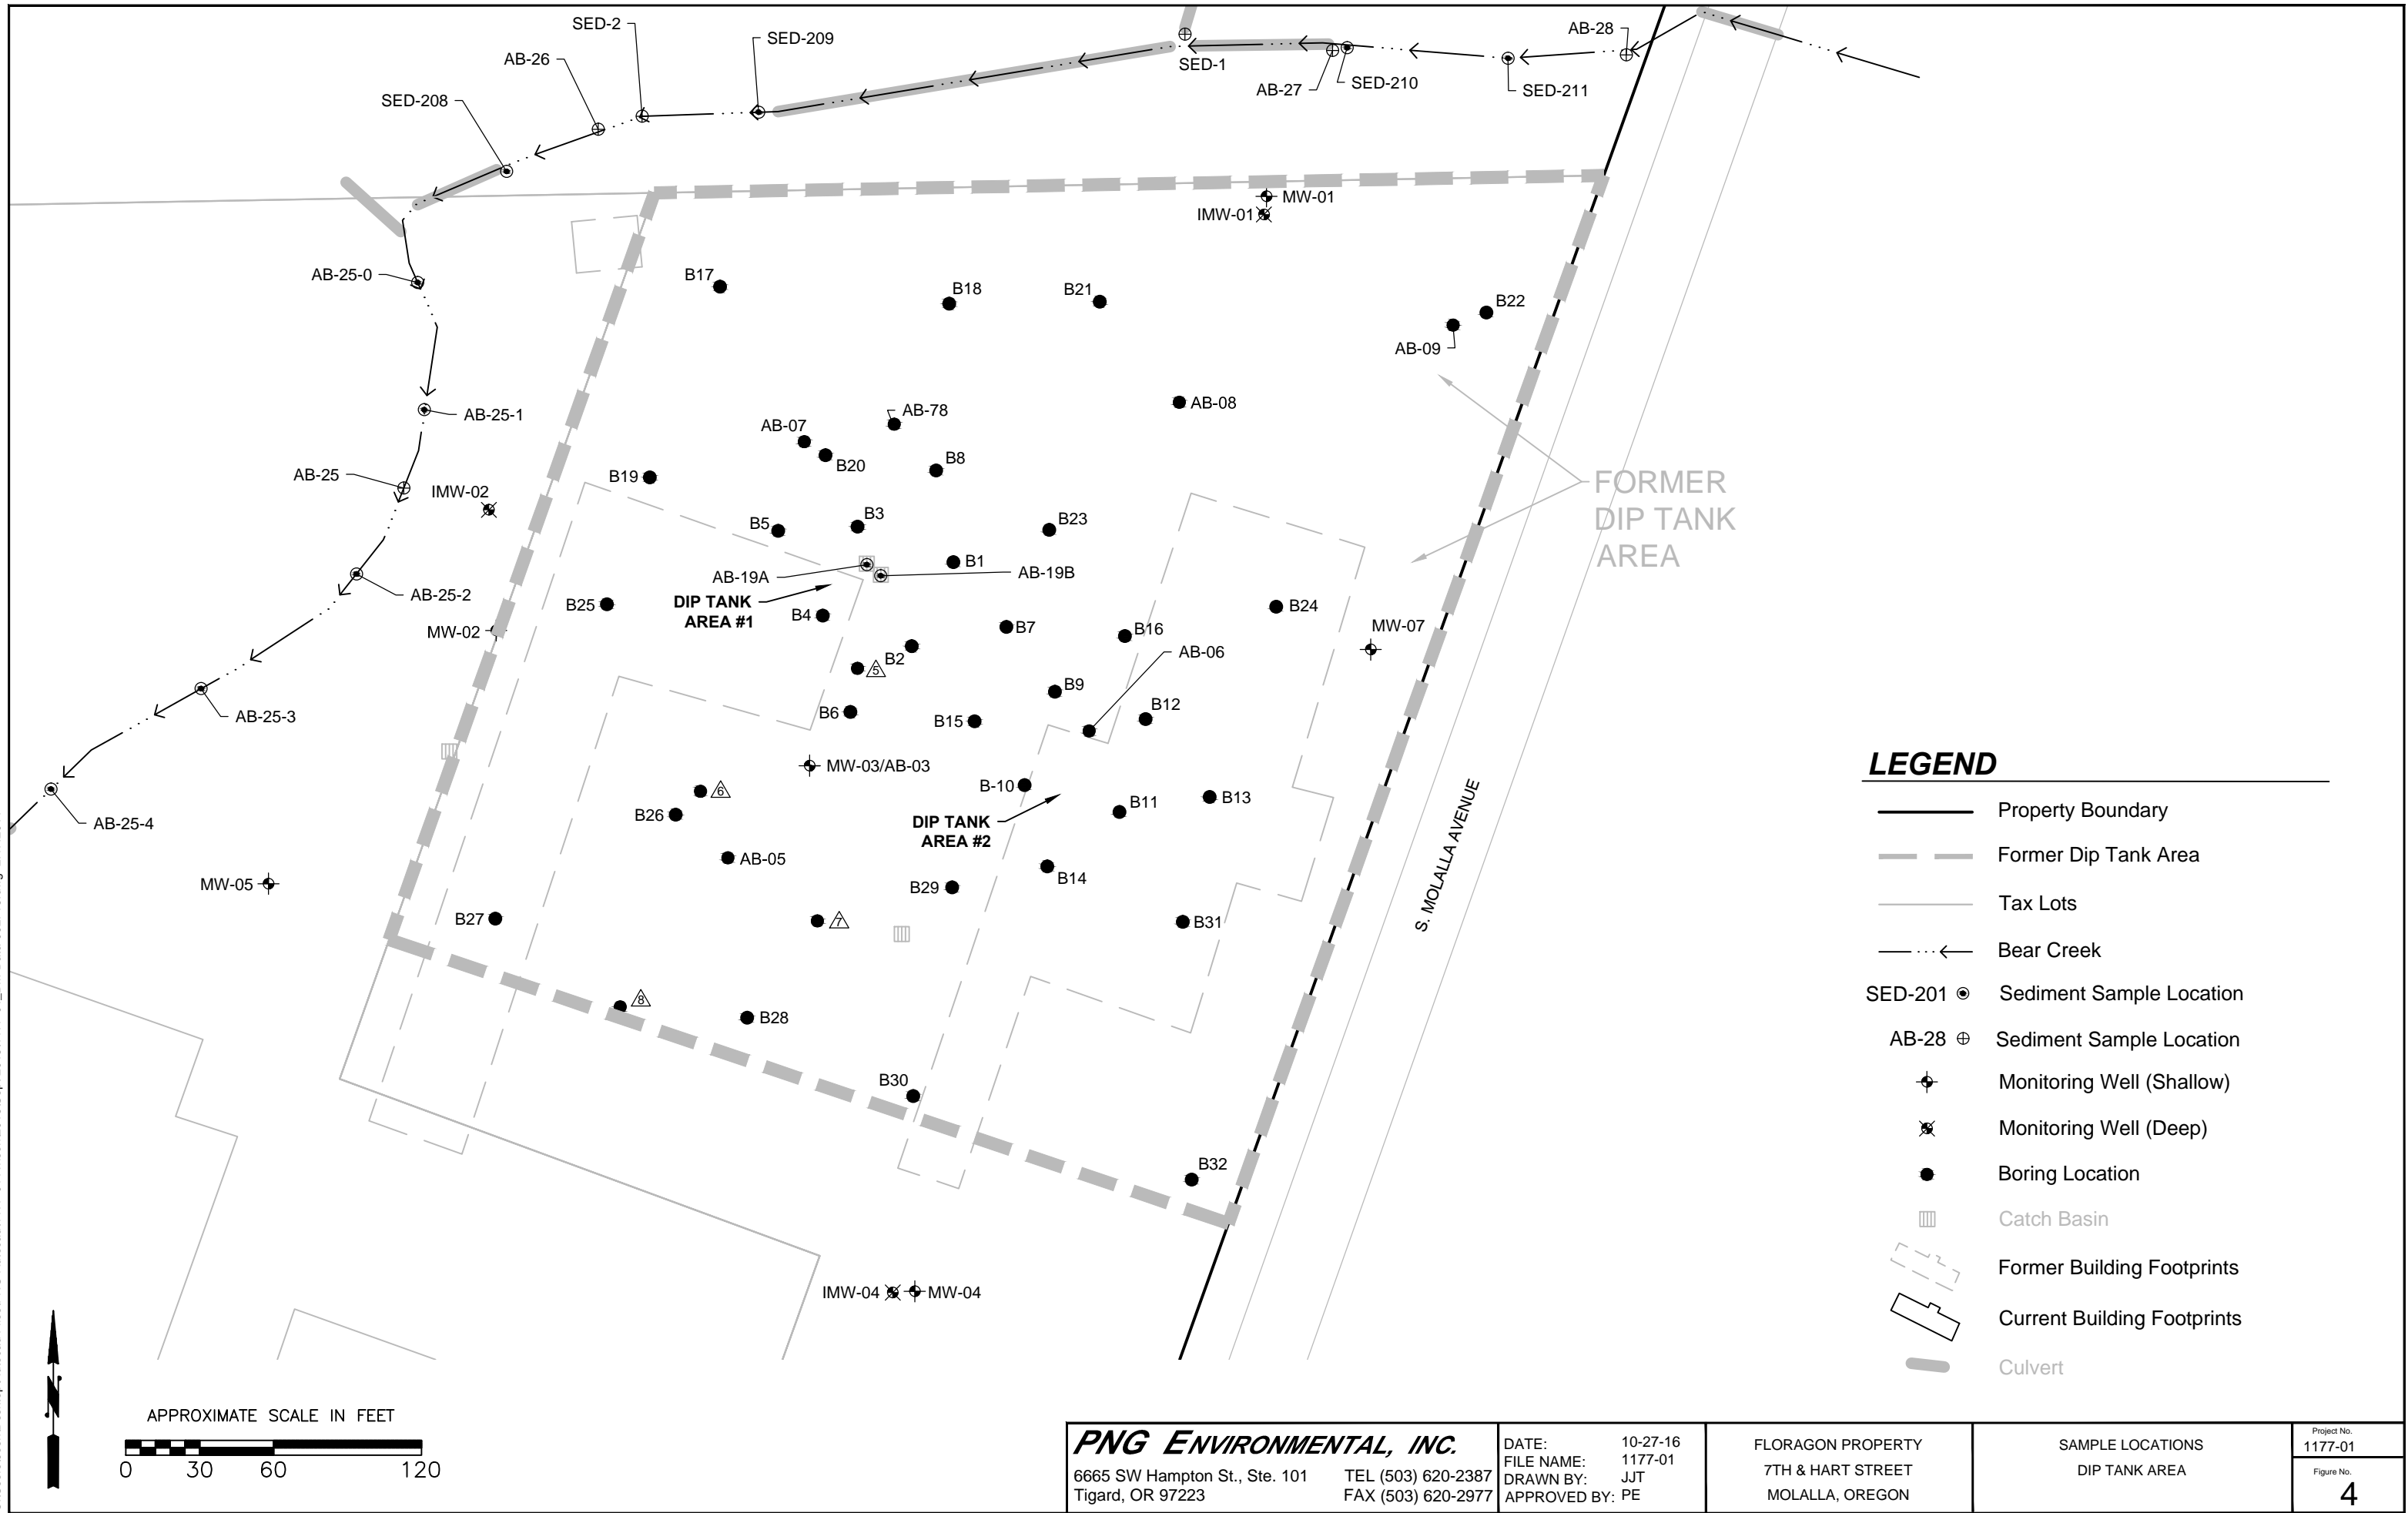 SED-2
SED-209
AB-28
AB-26
SED-1
SED-208
AB-27
SED-210
SED-211
MW-01
IMW-01
AB-25-0
B17
B18
B21
B22
AB-09
AB-25-1
AB-78
AB-08
AB-07
B20
B8
B19
AB-25
IMW-02
FORMER
DIP TANK
AREA
B5
B3
B23
B1
AB-19A
AB-19B
DIP TANK
AREA #1
AB-25-2
B25
B4
B24
MW-02
B7
B16
MW-07
B2
5
AB-06
B9
B6
B15
B12
AB-25-3
MW-03/AB-03
B-10
6
B26
B11
B13
DIP TANK
AREA #2
AB-25-4
AB-05
S. MOLALLA AVENUE
MW-05
B29
B14
B27
7
B31
8
B28
B30
B32
IMW-04
MW-04
LEGEND
Property Boundary
Former Dip Tank Area
Tax Lots
Bear Creek
SED-201 Sediment Sample Location
AB-28 Sediment Sample Location
Monitoring Well (Shallow)
Monitoring Well (Deep)
Boring Location
Catch Basin
Former Building Footprints
Current Building Footprints
Culvert
N
APPROXIMATE SCALE IN FEET
0 30 60 120
PNG ENVIRONMENTAL, INC.
6665 SW Hampton St., Ste. 101 TEL (503) 620-2387
Tigard, OR 97223 FAX (503) 620-2977
DATE: 10-27-16
FILE NAME: 1177-01
DRAWN BY: JJT
APPROVED BY: PE
FLORAGON PROPERTY
7TH & HART STREET
MOLALLA, OREGON
SAMPLE LOCATIONS
DIP TANK AREA
Project No.
1177-01
Figure No.
4